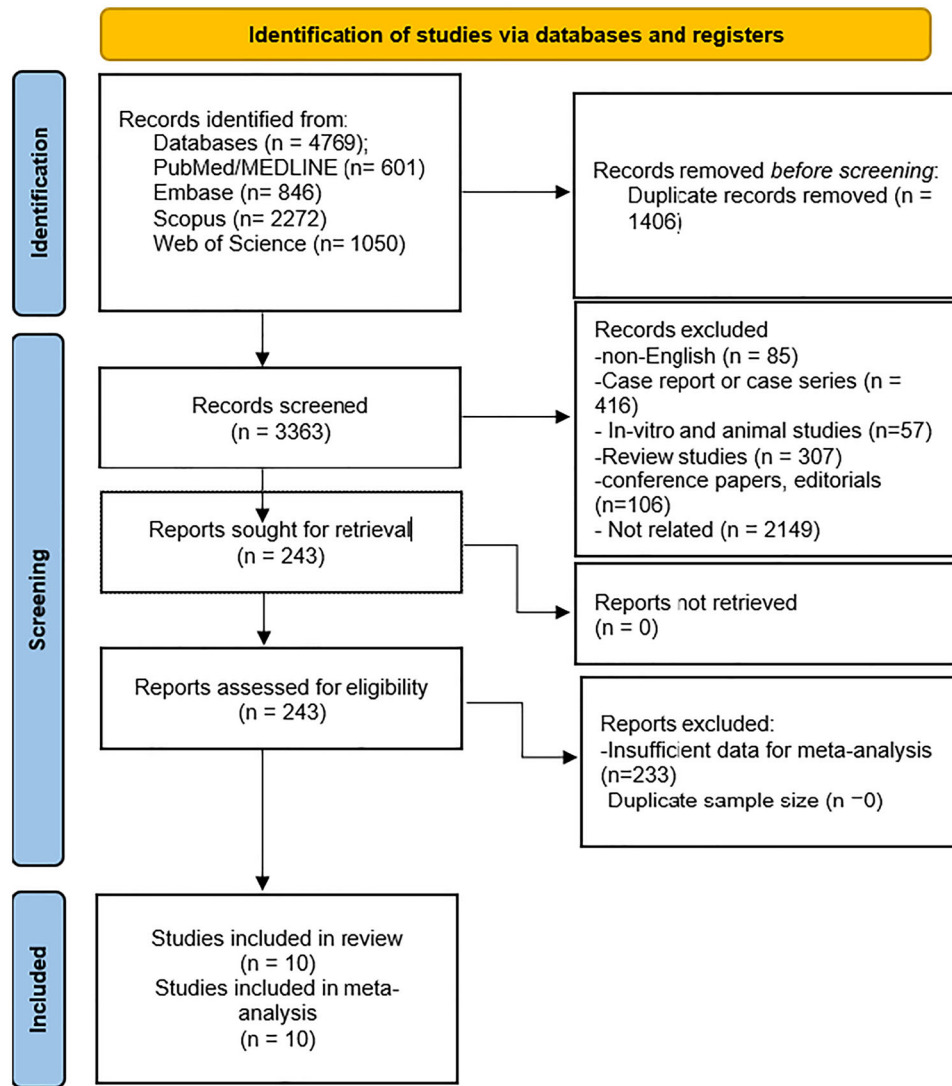 Identification of studies via databases and registers
Identification
Records identified from:
Databases (n = 4769);
PubMed/MEDLINE (n= 601)
Embase (n= 846)
Scopus (n= 2272)
Web of Science (n= 1050)
Records removed before screening:
Duplicate records removed (n =
1406)
Screening
Records screened
(n = 3363)
Records excluded
-non-English (n = 85)
-Case report or case series (n =
416)
- In-vitro and animal studies (n=57)
-Review studies (n = 307)
-conference papers, editorials
(n=106)
- Not related (n = 2149)
Reports sought for retrieval
(n = 243)
Reports not retrieved
(n = 0)
Reports assessed for eligibility
(n = 243)
Reports excluded:
-Insufficient data for meta-analysis
(n=233)
Duplicate sample size (n =0)
Included
Studies included in review
(n = 10)
Studies included in meta-
analysis
(n = 10)